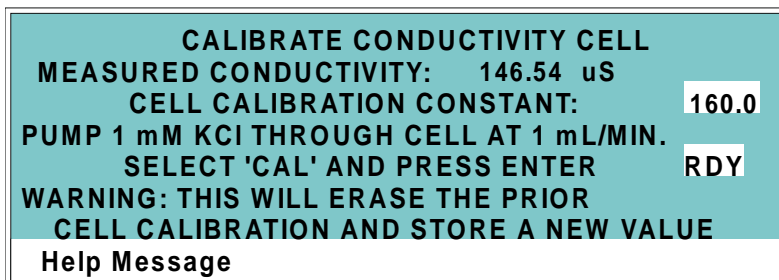 CALIBRATE CONDUCTIVITY CELL
MEASURED CONDUCTIVITY: 146.54 uS
CELL CALIBRATION CONSTANT: 160.0
PUMP 1 mM KCl THROUGH CELL AT 1 mL/MIN.
SELECT 'CAL' AND PRESS ENTER RDY
WARNING: THIS WILL ERASE THE PRIOR
CELL CALIBRATION AND STORE A NEW VALUE
Help Message